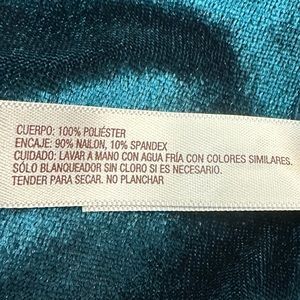 CUERPO: 100% POLIÉSTER
ENCAJE: 90% NAILON, 10% SPANDEX
CUIDADO: LAVAR A MANO CON AGUA FRÍA CON COLORES SIMILARES.
SÓLO BLANQUEADOR SIN CLORO SI ES NECESARIO.
TENDER PARA SECAR. NO PLANCHAR